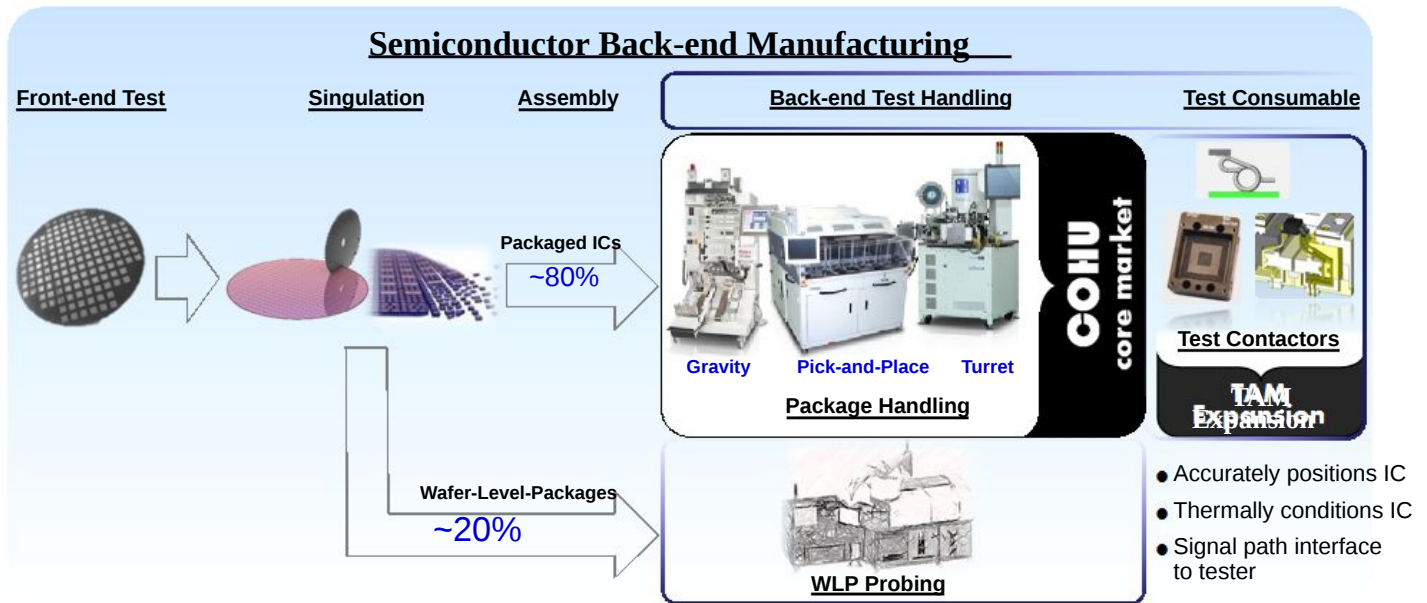 Semiconductor Back-end Manufacturing
Front-end Test
Singulation
Assembly
Back-end Test Handling
Test Consumable
Packaged ICs
~80%
COHU
core market
Gravity
Pick-and-Place
Turret
Package Handling
Test Contactors
TAM
Expansion
TAM
Expansion
Wafer-Level-Packages
~20%
WLP Probing
● Accurately positions IC
● Thermally conditions IC
● Signal path interface
to tester